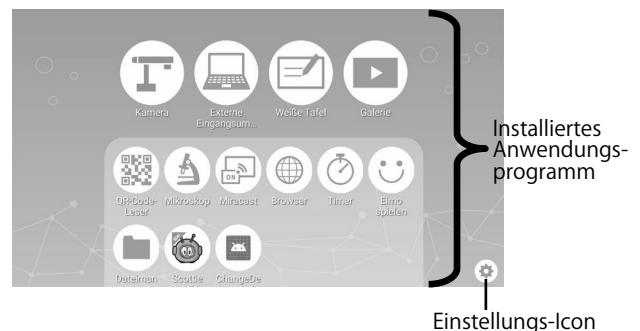 Kamera
Externe
Eingangsum...
Weiße Tafel
Galerie
QR-Code-
Leser
Mikroskop
Miracast
ON
Browser
Timer
Elmo
spielen
Dateiman
Scottie
ChangeDe
Installiertes
Anwendungs-
programm
Einstellungs-Icon